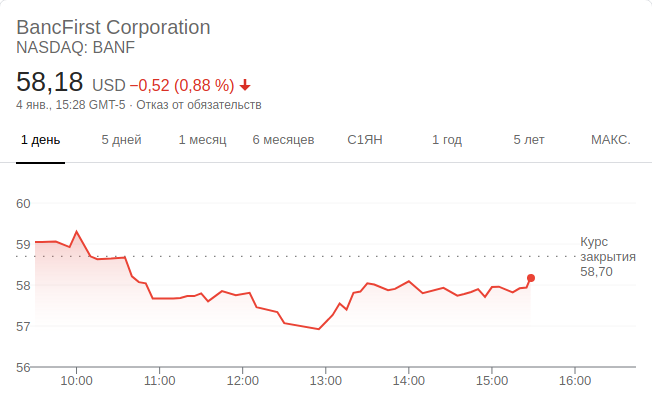 BancFirst Corporation
NASDAQ: BANF
58,18 USD −0,52 (0,88 %)
4 янв., 15:28 GMT-5 · Отказ от обязательств
1 день 5 дней 1 месяц 6 месяцев С1ЯН 1 год 5 лет МАКС.
60
59
58
57
56
Курс
закрытия
58,70
10:00 11:00 12:00 13:00 14:00 15:00 16:00